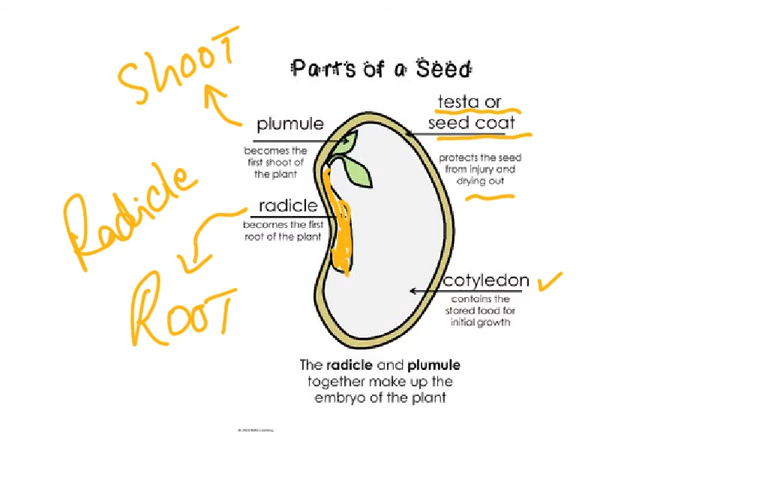 Shoot
Parts of a Seed
testa or
seed coat
plumule
becomes the
first shoot of
the plant
protects the seed
from injury and
drying out
Radicle
radicle
becomes the first
root of the plant
Root
cotyledon
contains the
stored food for
initial growth
The radicle and plumule
together make up the
embryo of the plant